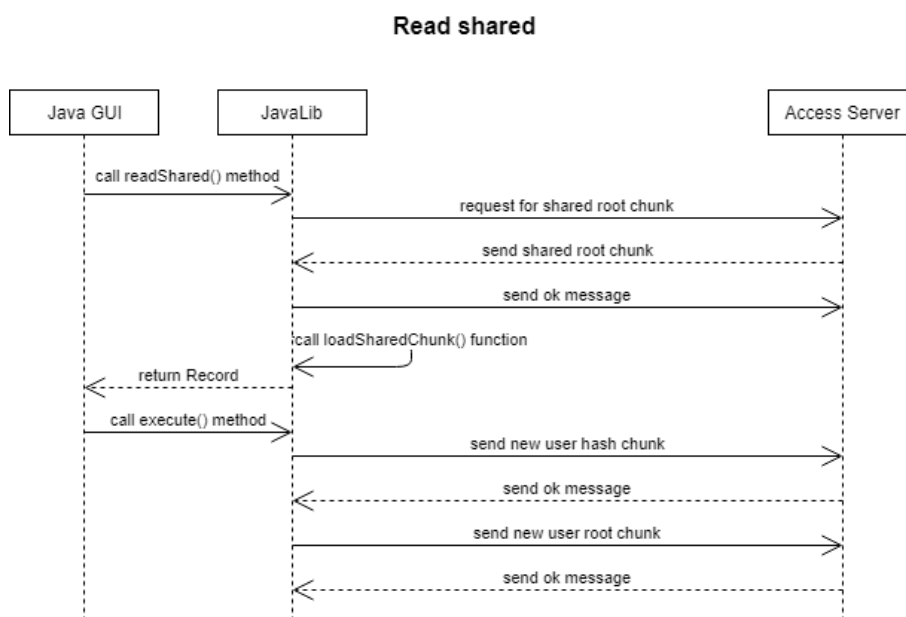 Read shared
Java GUI
JavaLib
Access Server
call readShared() method
request for shared root chunk
send shared root chunk
send ok message
call loadSharedChunk() function
return Record
call execute() method
send new user hash chunk
send ok message
send new user root chunk
send ok message